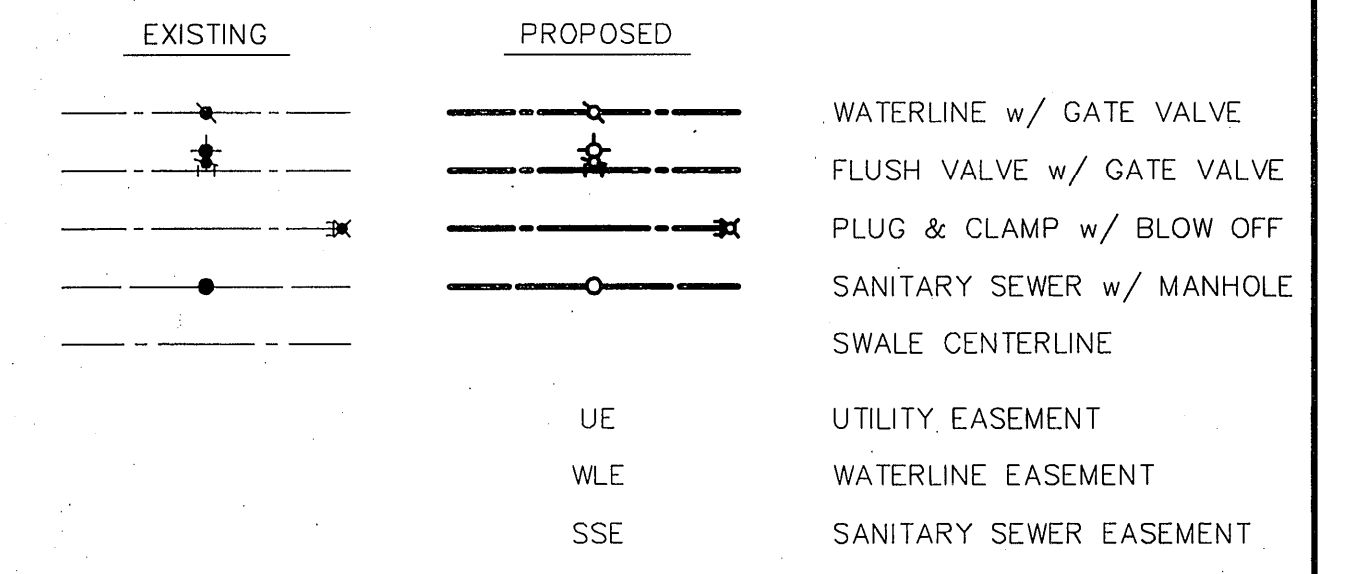 EXISTING PROPOSED
WATERLINE w/ GATE VALVE
FLUSH VALVE w/ GATE VALVE
PLUG & CLAMP w/ BLOW OFF
SANITARY SEWER w/ MANHOLE
SWALE CENTERLINE
UE UTILITY EASEMENT
WLE WATERLINE EASEMENT
SSE SANITARY SEWER EASEMENT